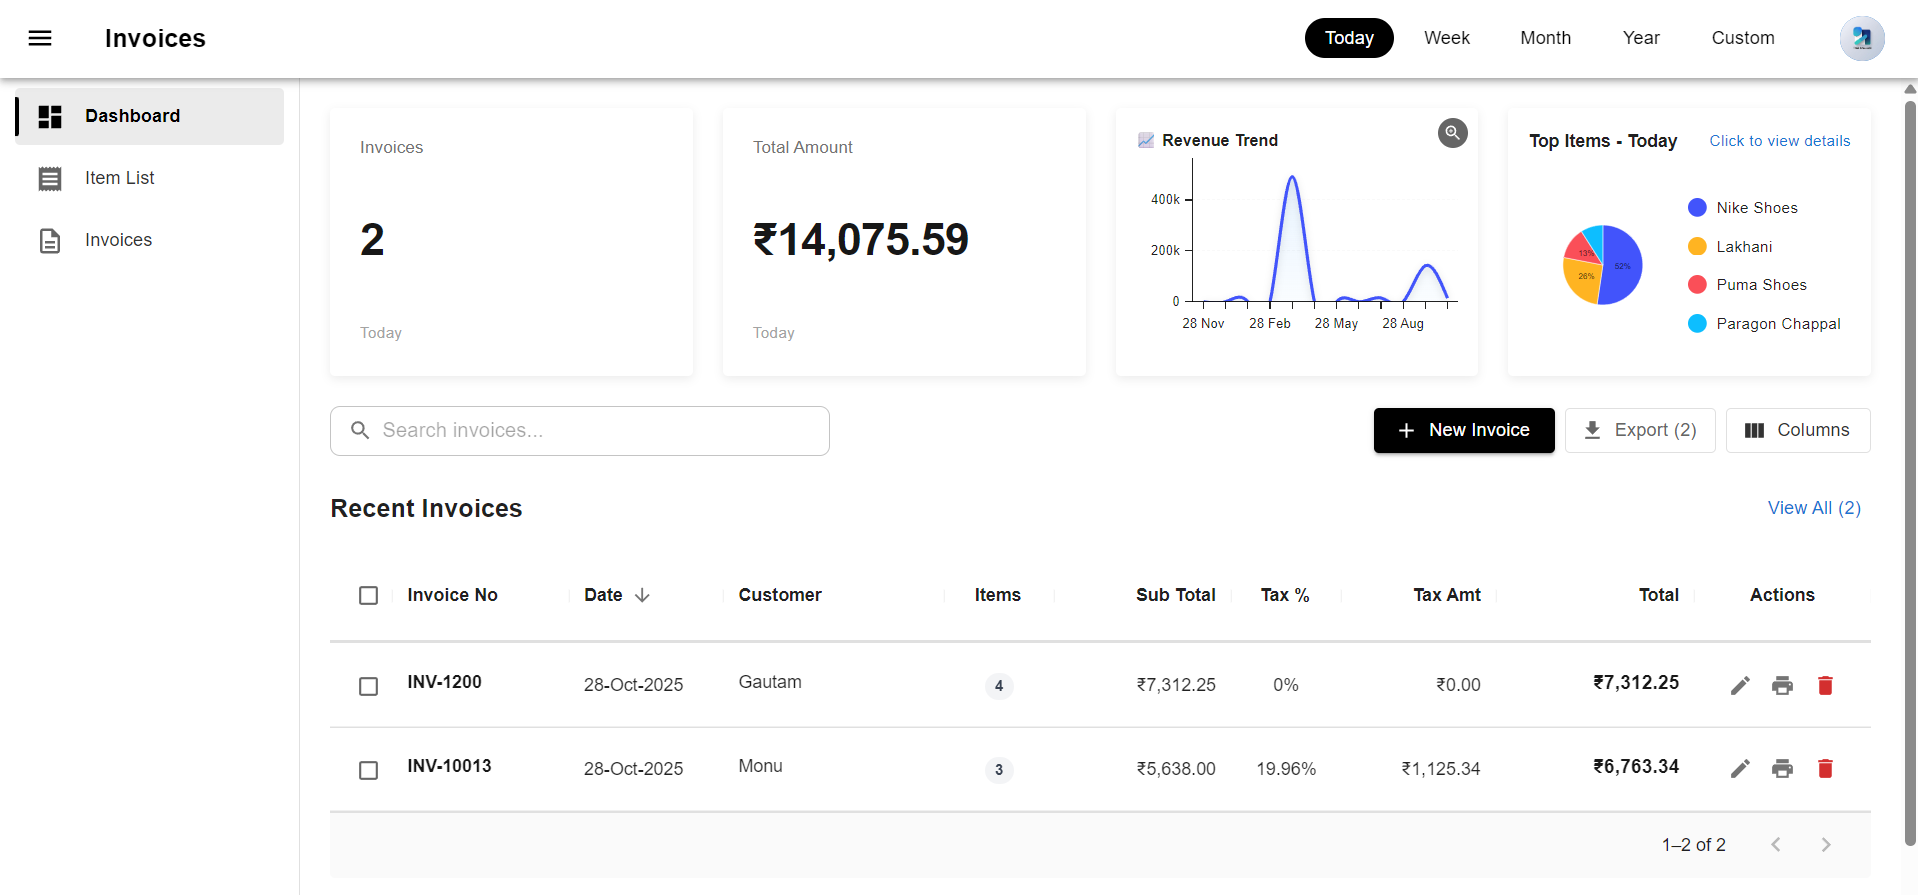 Invoices
Today Week Month Year Custom
Dashboard
Item List
Invoices
Invoices
2
Today
Total Amount
₹14,075.59
Today
Revenue Trend
400k
200k
0
28 Nov 28 Feb 28 May 28 Aug
Top Items - Today Click to view details
52%
26%
13%
Nike Shoes
Lakhani
Puma Shoes
Paragon Chappal
Search invoices...
New Invoice Export (2) Columns
Recent Invoices View All (2)
Invoice No Date Customer Items Sub Total Tax % Tax Amt Total Actions
INV-1200 28-Oct-2025 Gautam 4 ₹7,312.25 0% ₹0.00 ₹7,312.25
INV-10013 28-Oct-2025 Monu 3 ₹5,638.00 19.96% ₹1,125.34 ₹6,763.34
1–2 of 2